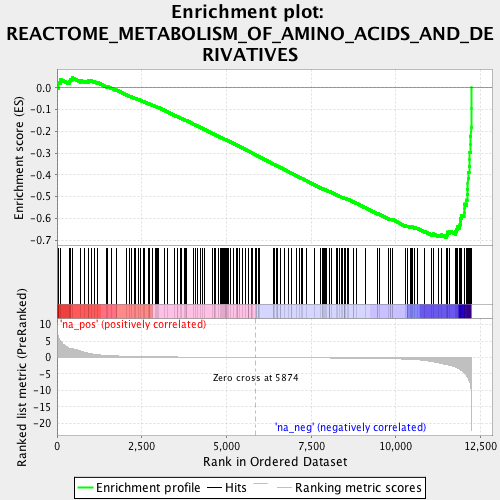 Enrichment plot:
REACTOME_METABOLISM_OF_AMINO_ACIDS_AND_DE
RIVATIVES
Enrichment score (ES)
0.0
-0.1
-0.2
-0.3
-0.4
-0.5
-0.6
-0.7
'na_pos' (positively correlated)
Ranked list metric (PreRanked)
10
5
0
-5
-10
-15
-20
Zero cross at 5874
'na_neg' (negatively correlated)
0
2,500
5,000
7,500
10,000
12,500
Rank in Ordered Dataset
Enrichment profile
Hits
Ranking metric scores